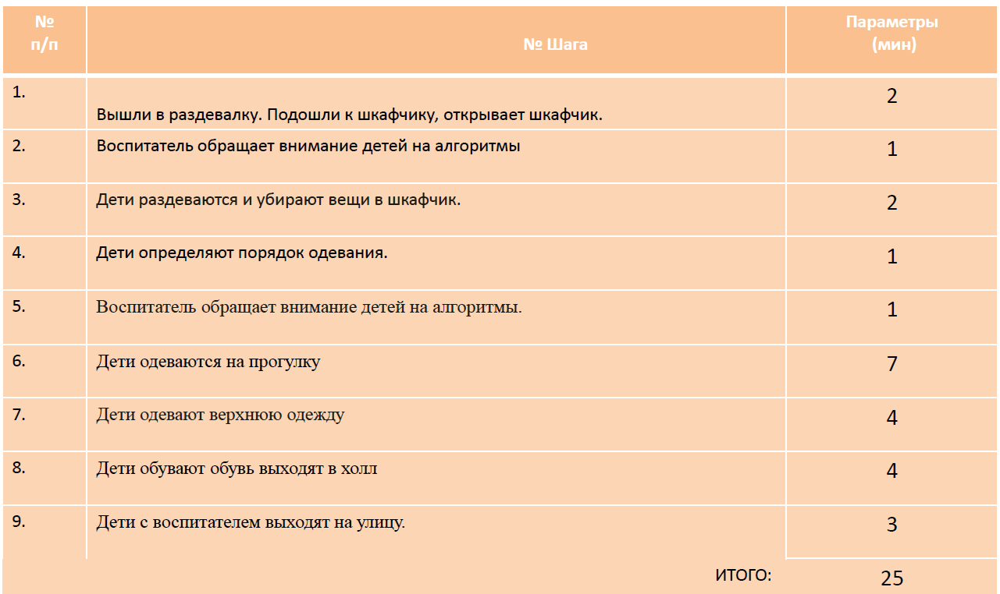 № п/п № Шага Параметры (мин)
1. Вышли в раздевалку. Подошли к шкафчику, открывает шкафчик. 2
2. Воспитатель обращает внимание детей на алгоритмы 1
3. Дети раздеваются и убирают вещи в шкафчик. 2
4. Дети определяют порядок одевания. 1
5. Воспитатель обращает внимание детей на алгоритмы. 1
6. Дети одеваются на прогулку 7
7. Дети одевают верхнюю одежду 4
8. Дети обувают обувь выходят в холл 4
9. Дети с воспитателем выходят на улицу. 3
ИТОГО: 25